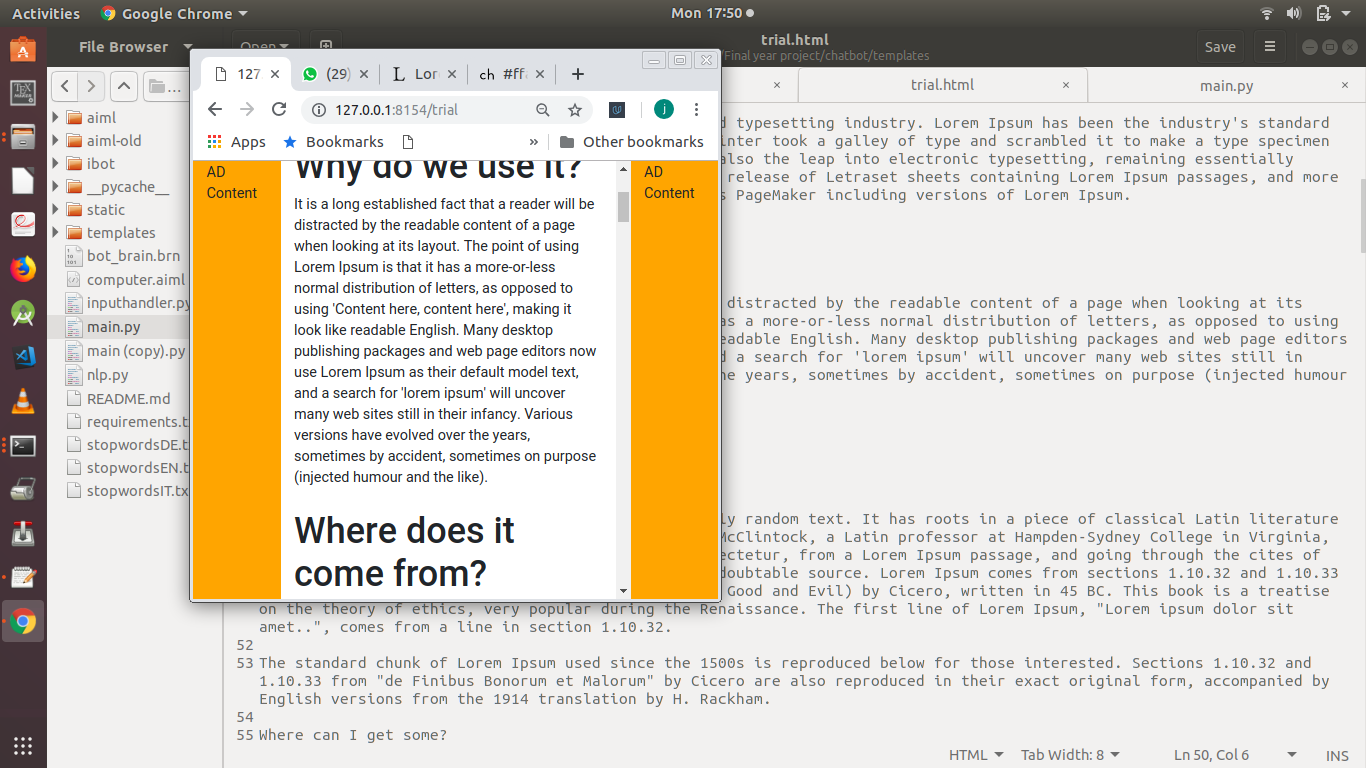 Activities
Google Chrome
Mon 17:50
File Browser
Open
trial.html
/Final year project/chatbot/templates
Save
127
(29)
Lor
ch #ffa
127.0.0.1:8154/trial
j
Apps
Bookmarks
»
Other bookmarks
trial.html
main.py
...
aiml
aiml-old
ibot
__pycache__
static
templates
bot_brain.brn
computer.aiml
inputhandler.py
main.py
main (copy).py
nlp.py
README.md
requirements.t
stopwordsDE.t
stopwordsEN.t
stopwordsIT.tx
AD
Content
Why do we use it?
It is a long established fact that a reader will be
distracted by the readable content of a page
when looking at its layout. The point of using
Lorem Ipsum is that it has a more-or-less
normal distribution of letters, as opposed to
using 'Content here, content here', making it
look like readable English. Many desktop
publishing packages and web page editors now
use Lorem Ipsum as their default model text,
and a search for 'lorem ipsum' will uncover
many web sites still in their infancy. Various
versions have evolved over the years,
sometimes by accident, sometimes on purpose
(injected humour and the like).
Where does it
come from?
AD
Content
d typesetting industry. Lorem Ipsum has been the industry's standard
inter took a galley of type and scrambled it to make a type specimen
also the leap into electronic typesetting, remaining essentially
release of Letraset sheets containing Lorem Ipsum passages, and more
s PageMaker including versions of Lorem Ipsum.
distracted by the readable content of a page when looking at its
as a more-or-less normal distribution of letters, as opposed to using
eadable English. Many desktop publishing packages and web page editors
d a search for 'lorem ipsum' will uncover many web sites still in
he years, sometimes by accident, sometimes on purpose (injected humour
ly random text. It has roots in a piece of classical Latin literature
McClintock, a Latin professor at Hampden-Sydney College in Virginia,
ectetur, from a Lorem Ipsum passage, and going through the cites of
doubtable source. Lorem Ipsum comes from sections 1.10.32 and 1.10.33
Good and Evil) by Cicero, written in 45 BC. This book is a treatise
on the theory of ethics, very popular during the Renaissance. The first line of Lorem Ipsum, "Lorem ipsum dolor sit
amet..", comes from a line in section 1.10.32.
52
53 The standard chunk of Lorem Ipsum used since the 1500s is reproduced below for those interested. Sections 1.10.32 and
1.10.33 from "de Finibus Bonorum et Malorum" by Cicero are also reproduced in their exact original form, accompanied by
English versions from the 1914 translation by H. Rackham.
54
55 Where can I get some?
HTML
Tab Width: 8
Ln 50, Col 6
INS